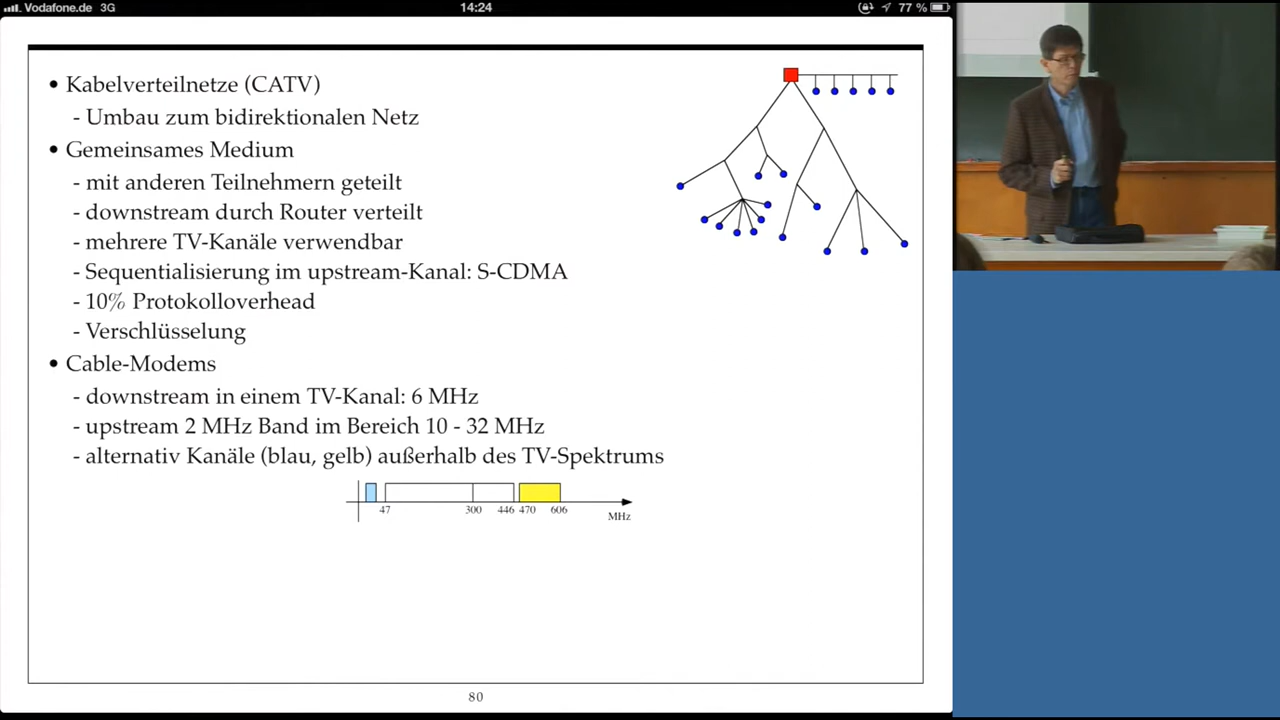 Vodafone.de 3G 14:24 77 %
• Kabelverteilnetze (CATV)
- Umbau zum bidirektionalen Netz
• Gemeinsames Medium
- mit anderen Teilnehmern geteilt
- downstream durch Router verteilt
- mehrere TV-Kanäle verwendbar
- Sequentialisierung im upstream-Kanal: S-CDMA
- 10% Protokolloverhead
- Verschlüsselung
• Cable-Modems
- downstream in einem TV-Kanal: 6 MHz
- upstream 2 MHz Band im Bereich 10 - 32 MHz
- alternativ Kanäle (blau, gelb) außerhalb des TV-Spektrums
47 300 446 470 606
MHz
80